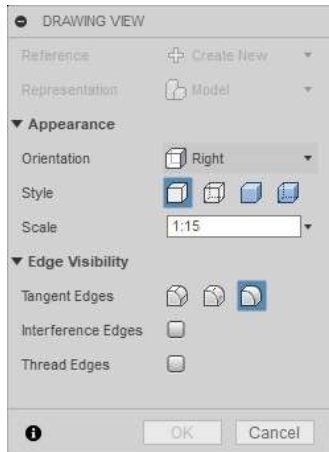 DRAWING VIEW
Reference Create New
Representation Model
Appearance
Orientation Right
Style
Scale 1:15
Edge Visibility
Tangent Edges
Interference Edges
Thread Edges
OK Cancel